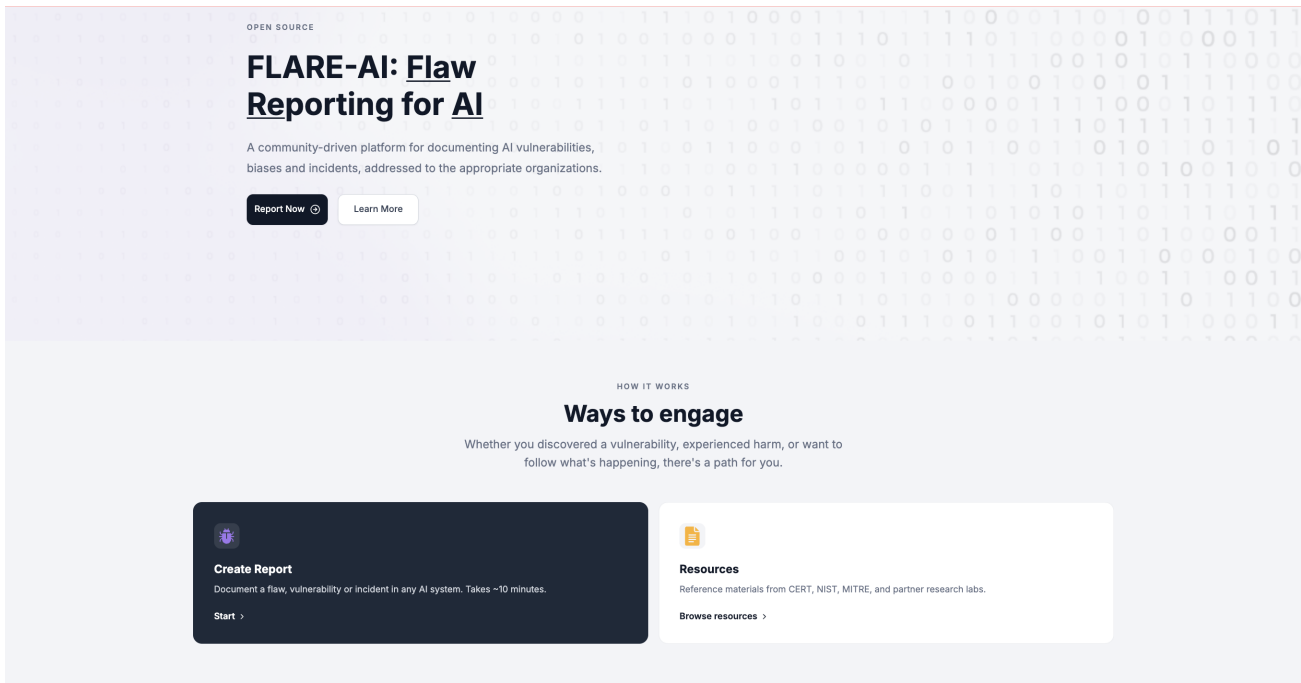 OPEN SOURCE
FLARE-AI: Flaw
Reporting for AI
A community-driven platform for documenting AI vulnerabilities,
biases and incidents, addressed to the appropriate organizations.
Report Now
Learn More
HOW IT WORKS
Ways to engage
Whether you discovered a vulnerability, experienced harm, or want to
follow what's happening, there's a path for you.
Create Report
Document a flaw, vulnerability or incident in any AI system. Takes ~10 minutes.
Start
Resources
Reference materials from CERT, NIST, MITRE, and partner research labs.
Browse resources